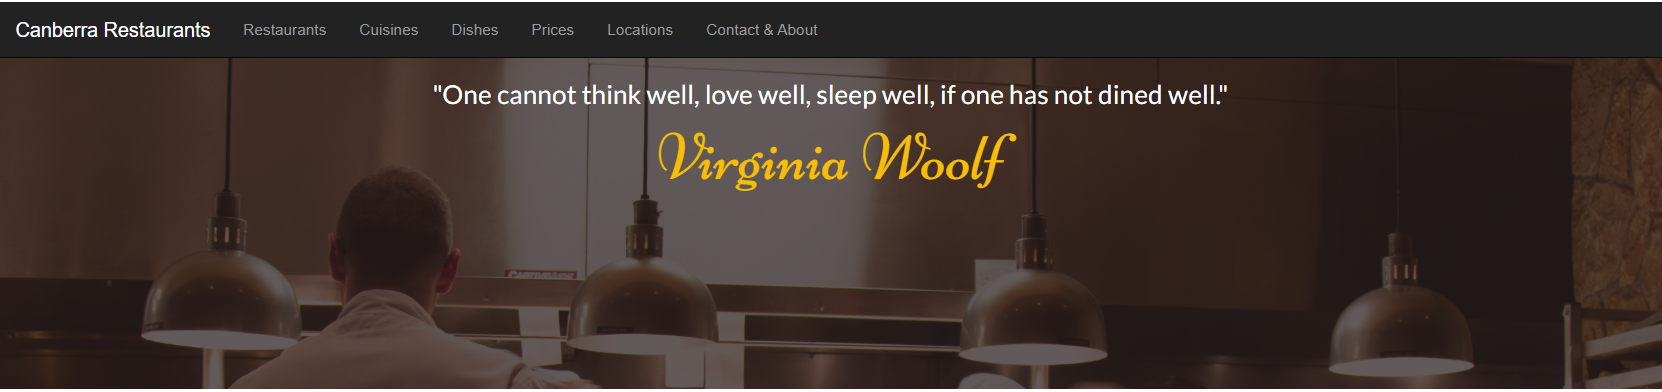 Canberra Restaurants Restaurants Cuisines Dishes Prices Locations Contact & About
"One cannot think well, love well, sleep well, if one has not dined well."
Virginia Woolf